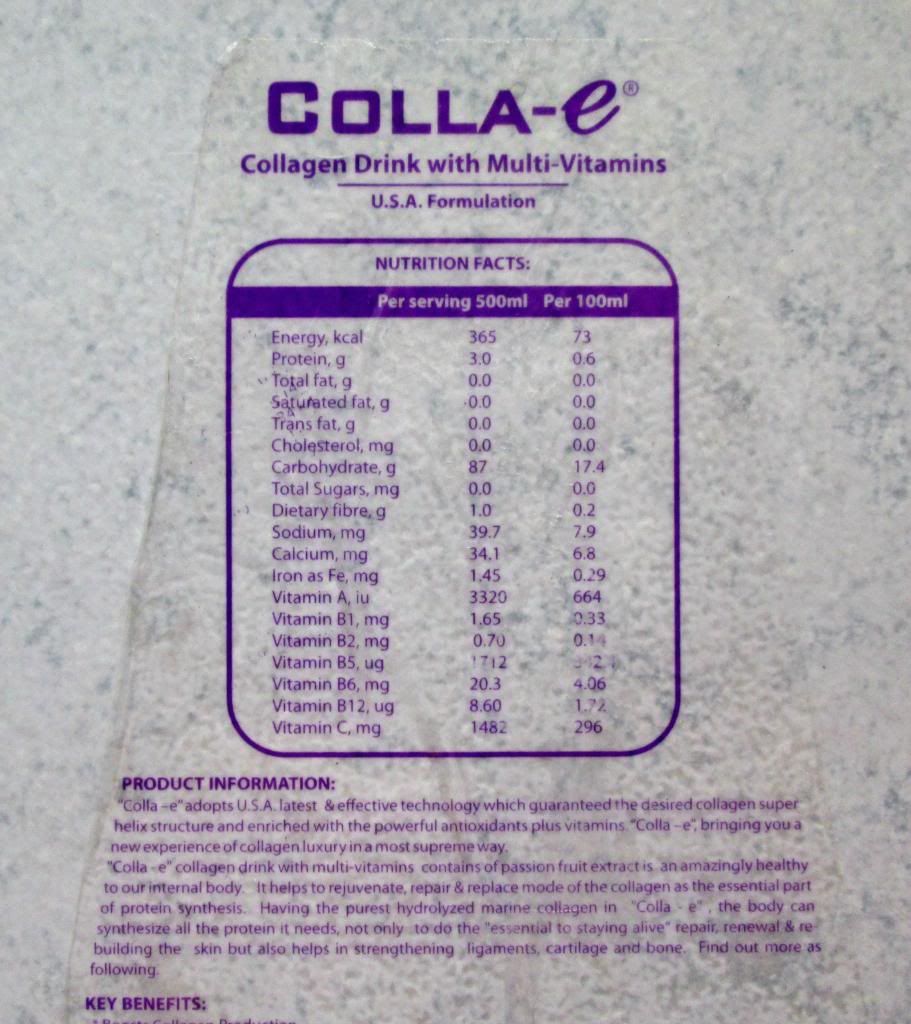 COLLA-e®
Collagen Drink with Multi-Vitamins
U.S.A. Formulation
NUTRITION FACTS:
Per serving 500ml Per 100ml
Energy, kcal 365 73
Protein, g 3.0 0.6
Total fat, g 0.0 0.0
Saturated fat, g 0.0 0.0
Trans fat, g 0.0 0.0
Cholesterol, mg 0.0 0.0
Carbohydrate, g 87 17.4
Total Sugars, mg 0.0 0.0
Dietary fibre, g 1.0 0.2
Sodium, mg 39.7 7.9
Calcium, mg 34.1 6.8
Iron as Fe, mg 1.45 0.29
Vitamin A, iu 3320 664
Vitamin B1, mg 1.65 0.33
Vitamin B2, mg 0.70 0.14
Vitamin B5, ug 1712
Vitamin B6, mg 20.3 4.06
Vitamin B12, ug 8.60 1.72
Vitamin C, mg 1482 296
PRODUCT INFORMATION:
"Colla –e" adopts U.S.A. latest & effective technology which guaranteed the desired collagen super
helix structure and enriched with the powerful antioxidants plus vitamins. "Colla –e", bringing you a
new experience of collagen luxury in a most supreme way.
"Colla - e" collagen drink with multi-vitamins contains of passion fruit extract is an amazingly healthy
to our internal body. It helps to rejuvenate, repair & replace mode of the collagen as the essential part
of protein synthesis. Having the purest hydrolyzed marine collagen in "Colla - e" , the body can
synthesize all the protein it needs, not only to do the "essential to staying alive" repair, renewal & re-
building the skin but also helps in strengthening ligaments, cartilage and bone. Find out more as
following.
KEY BENEFITS:
* Boosts Collagen Production